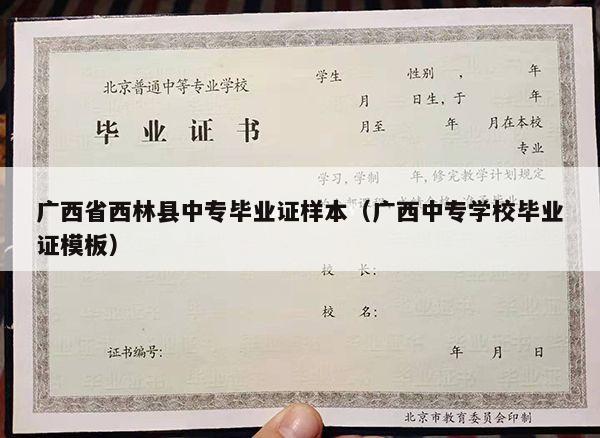 北京普通中等专业学校
毕业证书
学生 性别 , 年
月 日生,于 年
月至 年 月在本校
专业
学习,学制 年,修完教学计划规定
广西省西林县中专毕业证样本（广西中专学校毕业
证模板）
校 长：
校 名：
证书编号：
年 月 日
北京市教育委员会印制